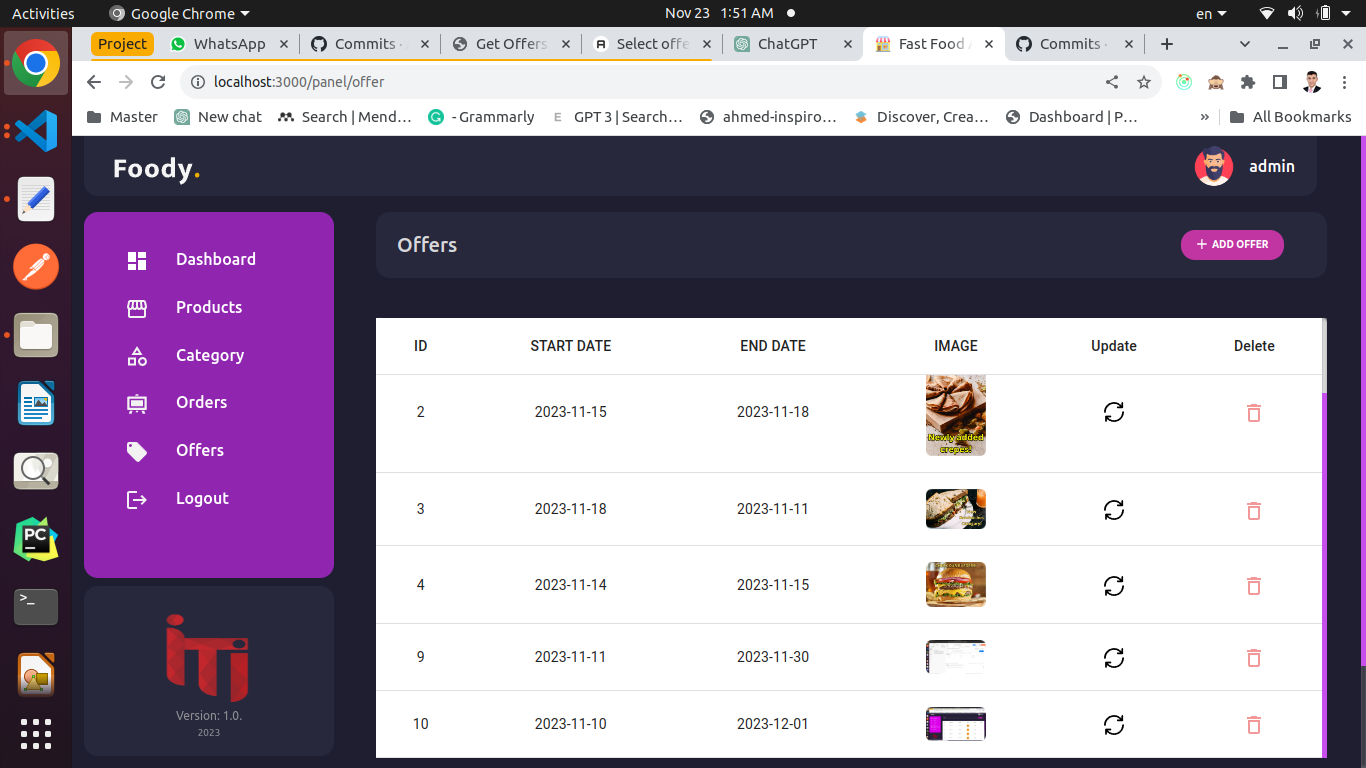 Activities Google Chrome Nov 23 1:51 AM en
Project WhatsApp Commits · Get Offers Select offe ChatGPT Fast Food Commits ·
localhost:3000/panel/offer
Master New chat Search | Mend… - Grammarly E GPT 3 | Search… ahmed-inspiro… Discover, Crea… Dashboard | P… » All Bookmarks
Foody.
admin
Dashboard
Products
Category
Orders
Offers
Logout
iTi
Version: 1.0.
2023
Offers
+ ADD OFFER
ID START DATE END DATE IMAGE Update Delete
2 2023-11-15 2023-11-18
Newly added
crepes!
3 2023-11-18 2023-11-11
4 2023-11-14 2023-11-15
9 2023-11-11 2023-11-30
10 2023-11-10 2023-12-01
PC
>_